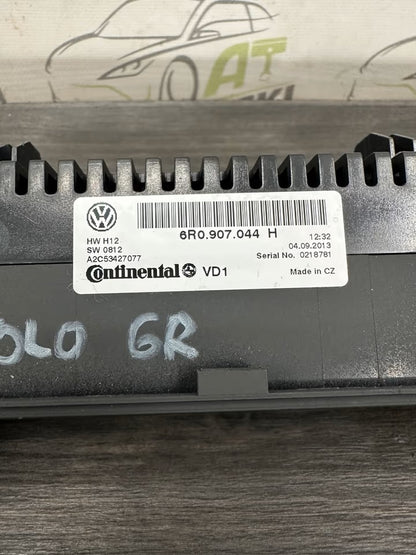 AT
6R0.907.044 H
HW H12
12:32
SW 0812
04.09.2013
A2C53427077
Serial No. 0218781
Continental VD1
Made in CZ
OLO 6R